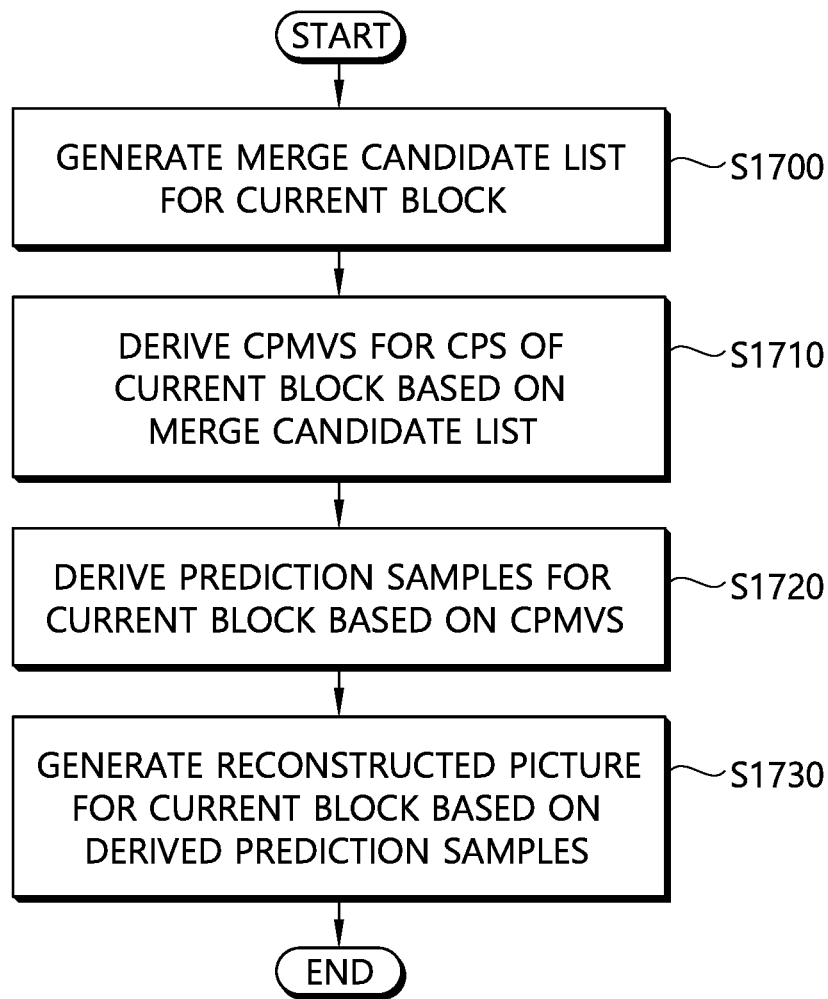 START
GENERATE MERGE CANDIDATE LIST
FOR CURRENT BLOCK
S1700
DERIVE CPMVS FOR CPS OF
CURRENT BLOCK BASED ON
MERGE CANDIDATE LIST
S1710
DERIVE PREDICTION SAMPLES FOR
CURRENT BLOCK BASED ON CPMVS
S1720
GENERATE RECONSTRUCTED PICTURE
FOR CURRENT BLOCK BASED ON
DERIVED PREDICTION SAMPLES
S1730
END